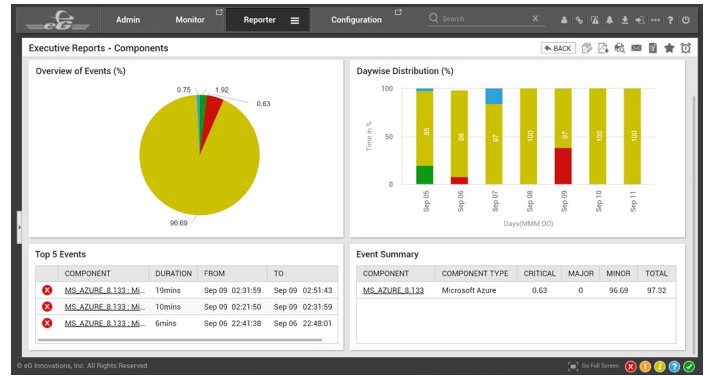 eG
Admin
Monitor
Reporter
Configuration
Search
X
Executive Reports - Components
BACK
Overview of Events (%)
0.75
1.92
0.63
96.69
Daywise Distribution (%)
Time in %
100
50
0
85
98
97
100
97
100
100
Sep 05
Sep 06
Sep 07
Sep 08
Sep 09
Sep 10
Sep 11
Days(MMM DD)
Top 5 Events
COMPONENT DURATION FROM TO
MS_AZURE_8.133 : Mi... 19mins Sep 09 02:31:59 Sep 09 02:51:43
MS_AZURE_8.133 : Mi... 10mins Sep 09 02:21:50 Sep 09 02:31:59
MS_AZURE_8.133 : Mi... 6mins Sep 06 22:41:38 Sep 06 22:48:01
Event Summary
COMPONENT COMPONENT TYPE CRITICAL MAJOR MINOR TOTAL
MS_AZURE_8.133 Microsoft Azure 0.63 0 96.69 97.32
© eG Innovations, Inc. All Rights Reserved
Go Full Screen